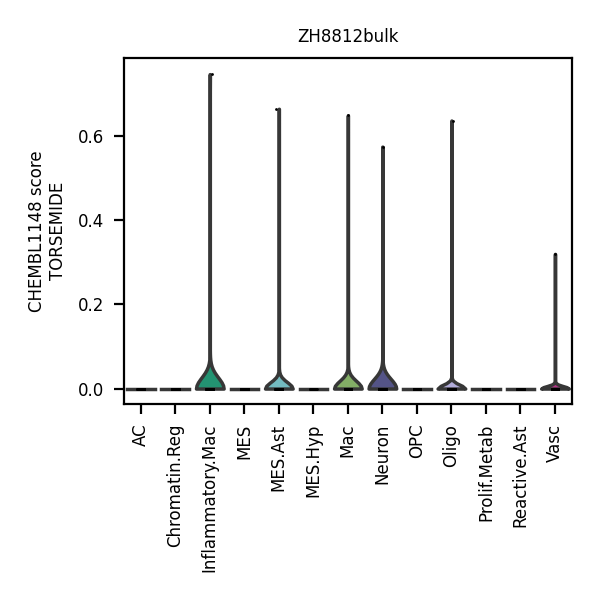 ZH8812bulk
CHEMBL1148 score
TORSEMIDE
0.6
0.4
0.2
0.0
AC
Chromatin.Reg
Inflammatory.Mac
MES
MES.Ast
MES.Hyp
Mac
Neuron
OPC
Oligo
Prolif.Metab
Reactive.Ast
Vasc